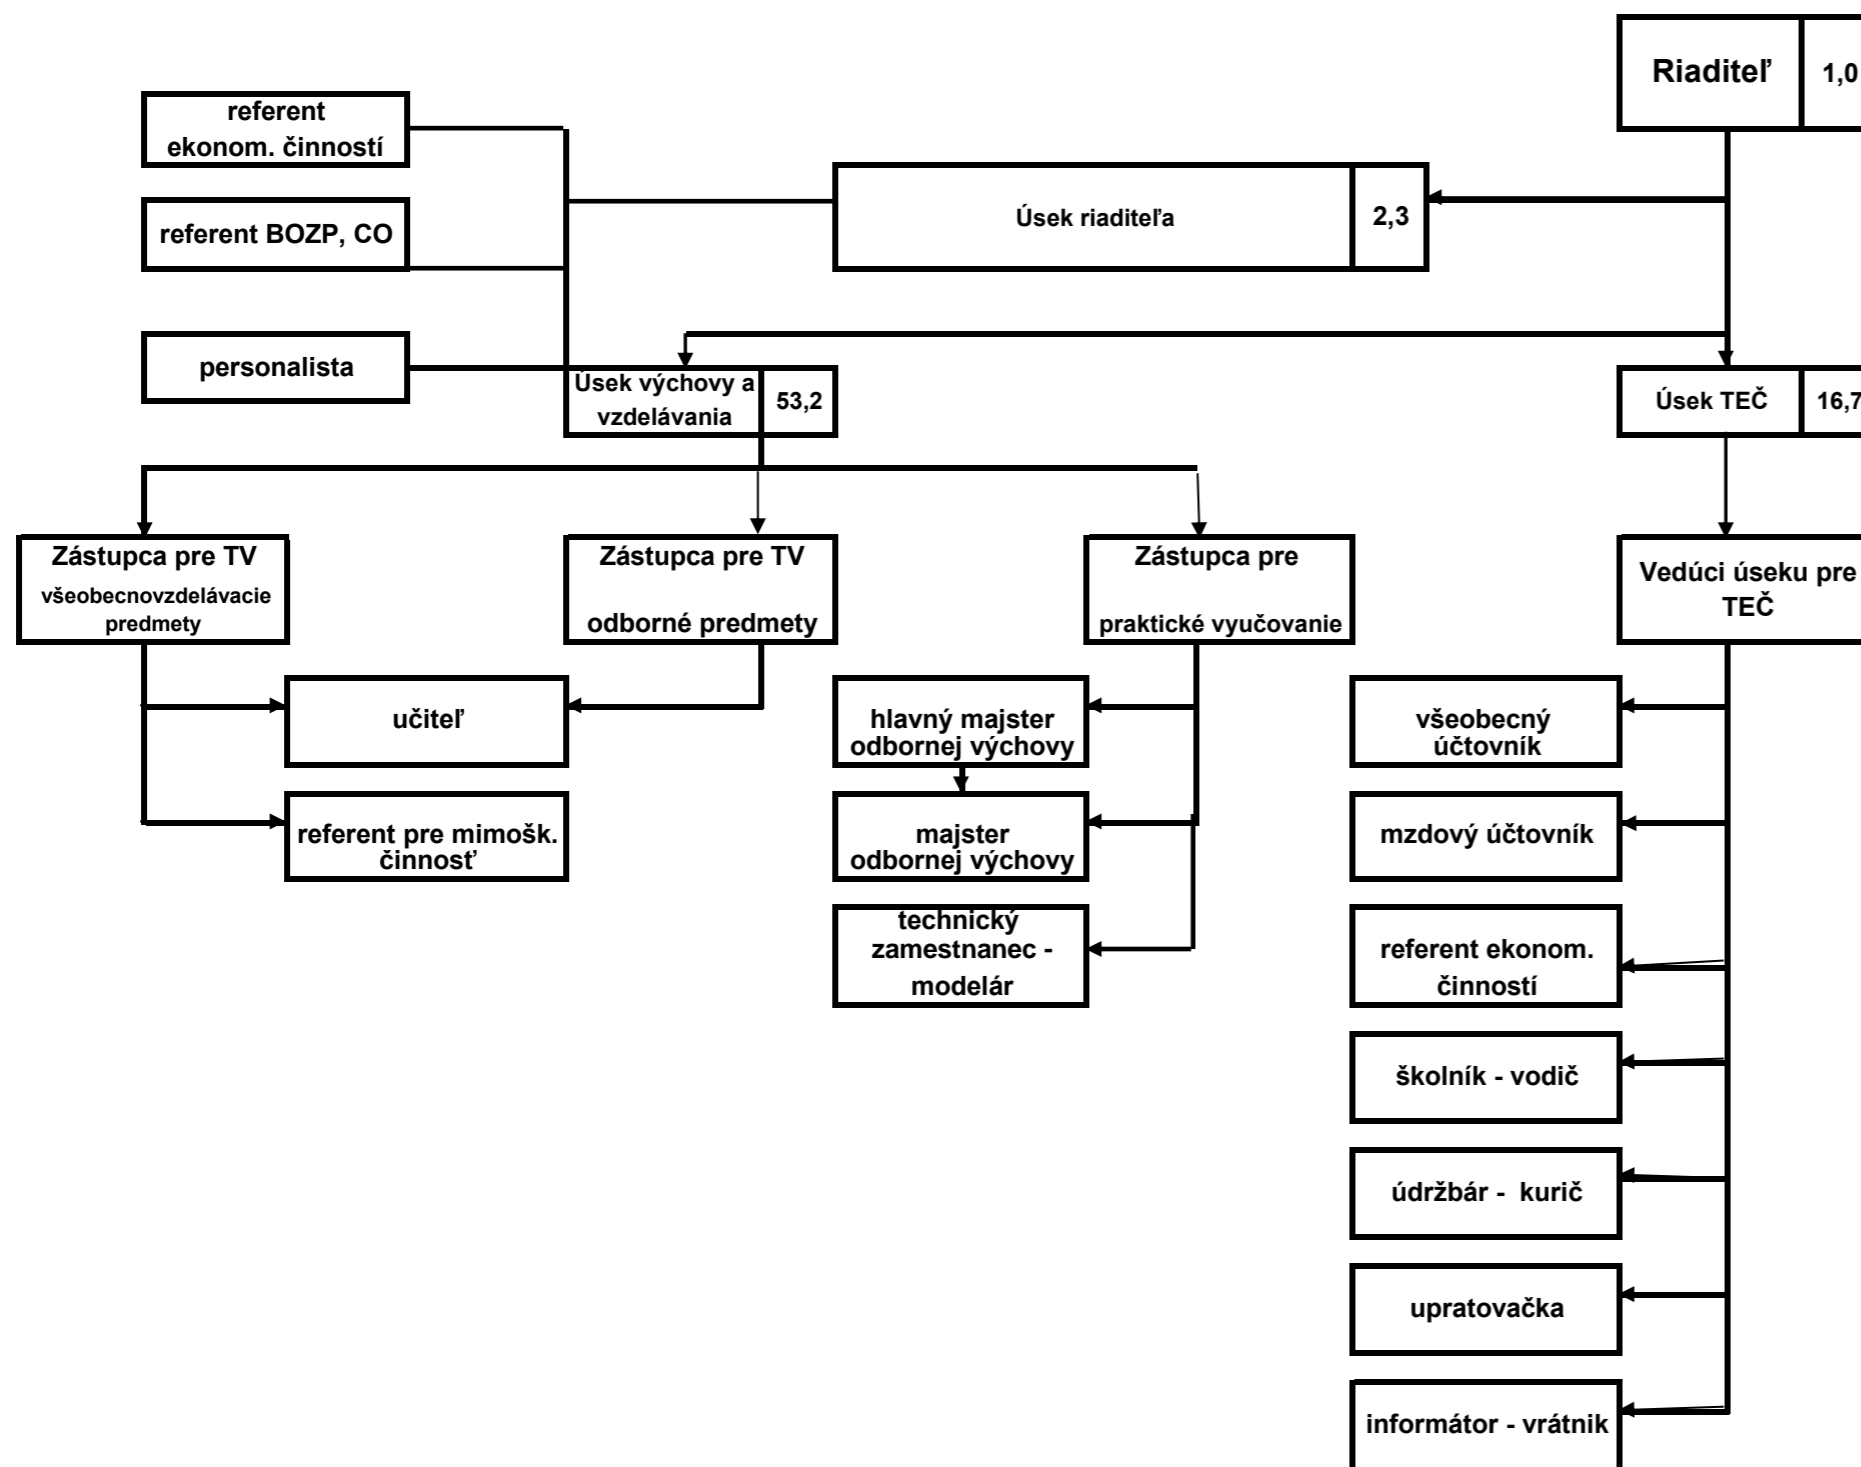 Riaditeľ 1,0
referent
ekonom. činností
Úsek riaditeľa 2,3
referent BOZP, CO
personalista
Úsek výchovy a
vzdelávania
53,2
Úsek TEČ 16,7
Zástupca pre TV
všeobecnovzdelávacie
predmety
Zástupca pre TV
odborné predmety
Zástupca pre
praktické vyučovanie
Vedúci úseku pre
TEČ
učiteľ
hlavný majster
odbornej výchovy
všeobecný
účtovník
referent pre mimošk.
činnosť
majster
odbornej výchovy
mzdový účtovník
technický
zamestnanec -
modelár
referent ekonom.
činností
školník - vodič
údržbár - kurič
upratovačka
informátor - vrátnik